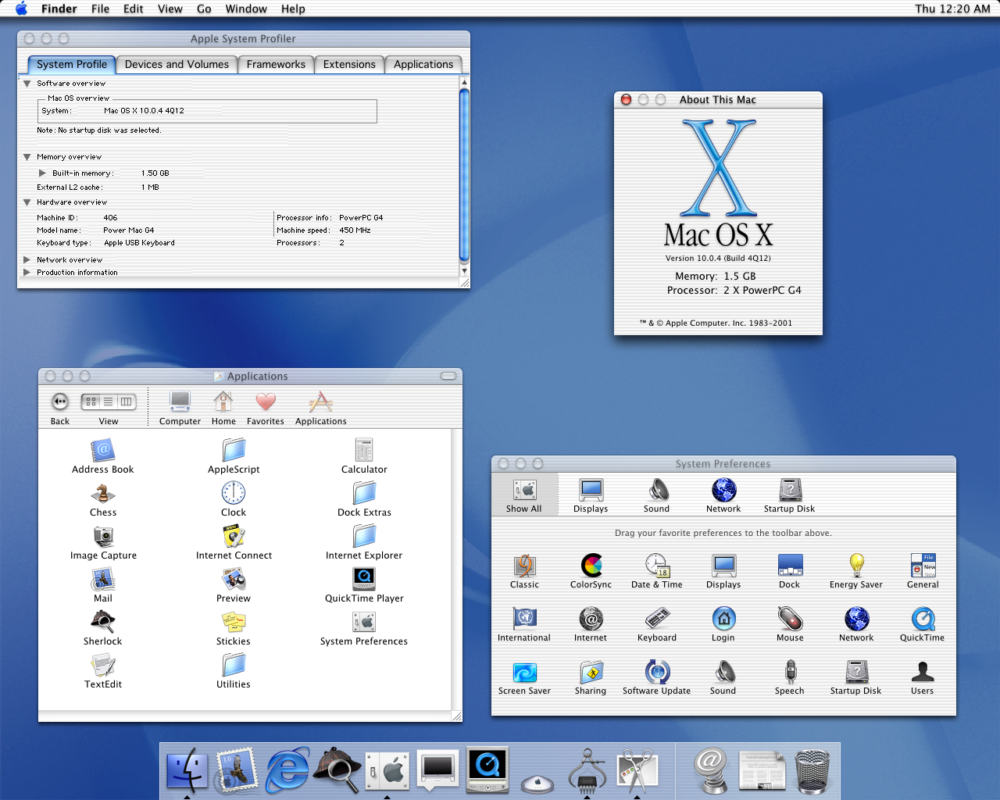 Finder File Edit View Go Window Help Thu 12:20 AM
Apple System Profiler
System Profile Devices and Volumes Frameworks Extensions Applications
Software overview
Mac OS overview
System: Mac OS X 10.0.4 4Q12
Note: No startup disk was selected.
Memory overview
Built-in memory: 1.50 GB
External L2 cache: 1 MB
Hardware overview
Machine ID: 406 Processor info: PowerPC G4
Model name: Power Mac G4 Machine speed: 450 MHz
Keyboard type: Apple USB Keyboard Processors: 2
Network overview
Production information
About This Mac
Mac OS X
Version 10.0.4 (Build 4Q12)
Memory: 1.5 GB
Processor: 2 X PowerPC G4
™ & © Apple Computer. Inc. 1983-2001
Applications
Back View Computer Home Favorites Applications
Address Book AppleScript Calculator
Chess Clock Dock Extras
Image Capture Internet Connect Internet Explorer
Mail Preview QuickTime Player
Sherlock Stickies System Preferences
TextEdit Utilities
System Preferences
Show All Displays Sound Network Startup Disk
Drag your favorite preferences to the toolbar above.
18 File
New
Classic ColorSync Date & Time Displays Dock Energy Saver General
International Internet Keyboard Login Mouse Network QuickTime
Screen Saver Sharing Software Update Sound Speech Startup Disk Users
1.0